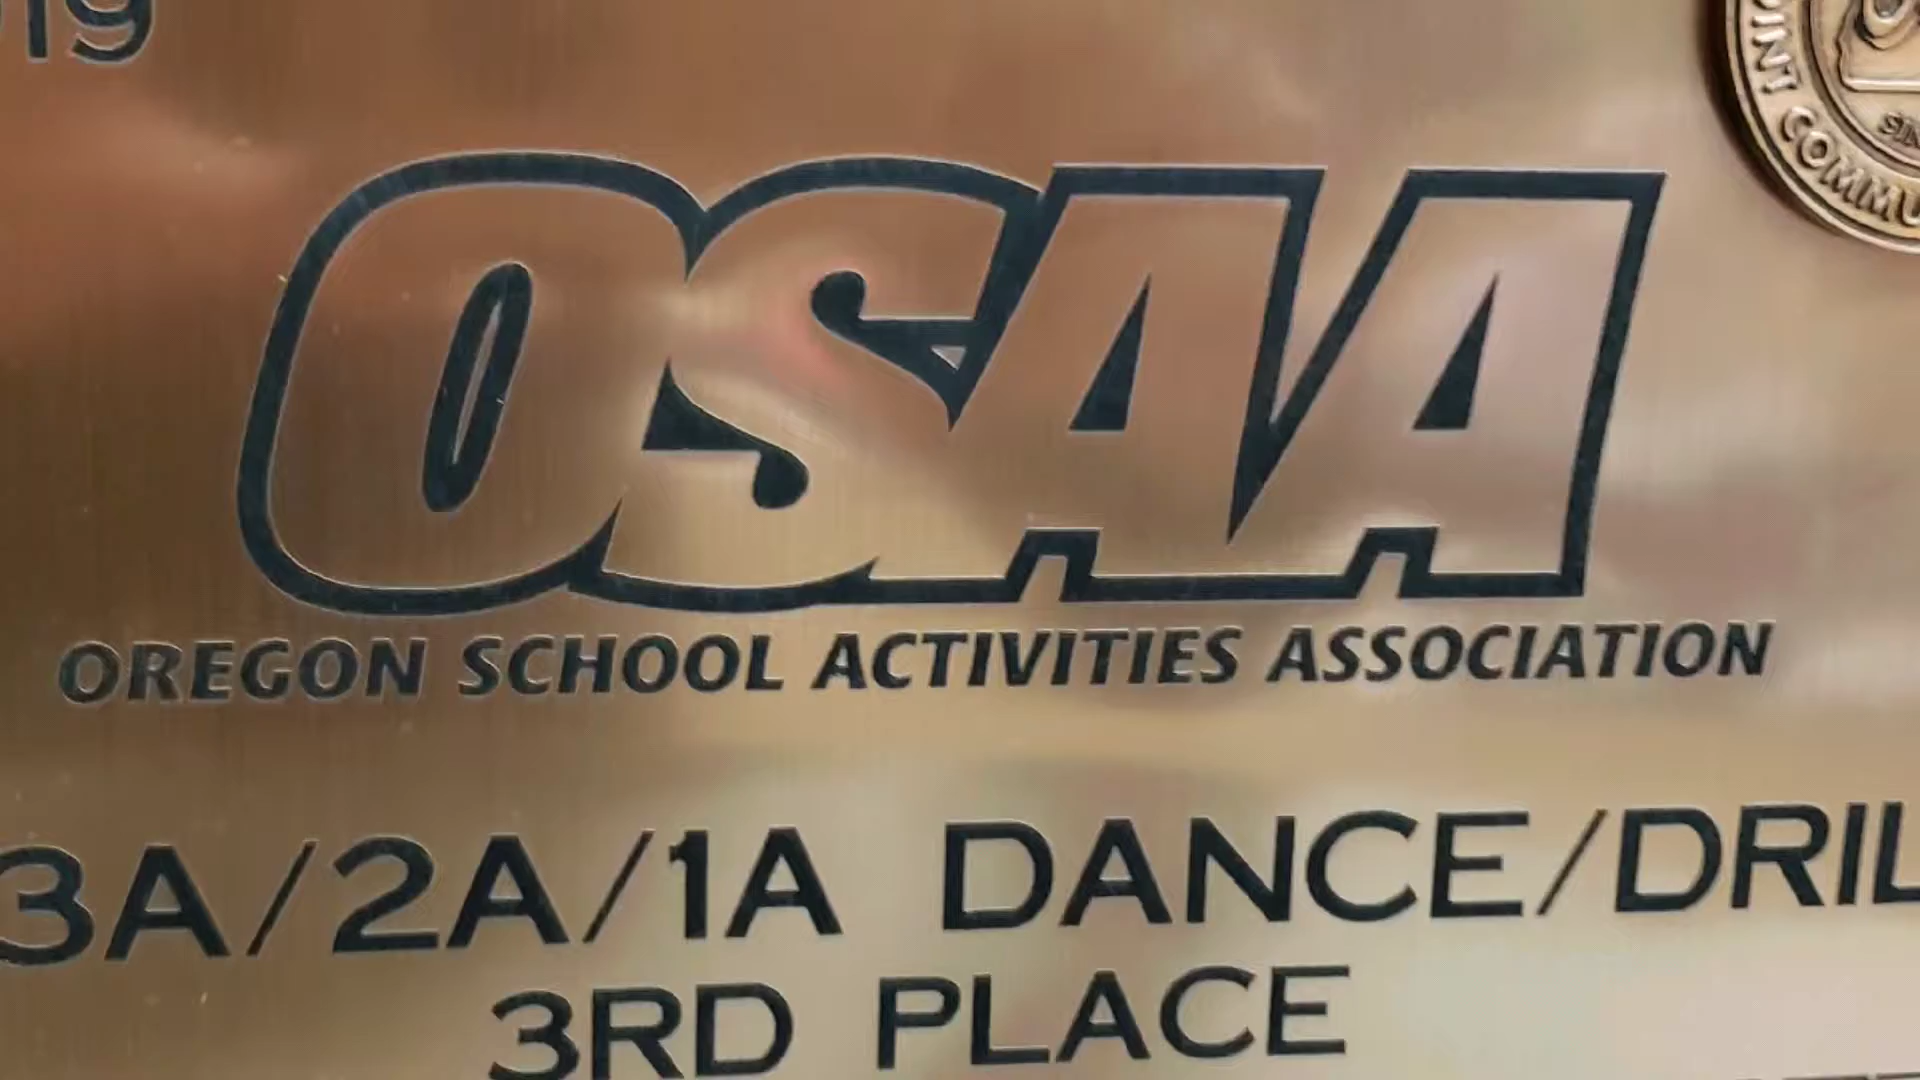 OSAA
OREGON SCHOOL ACTIVITIES ASSOCIATION
3A/2A/1A DANCE/DRIL
3RD PLACE